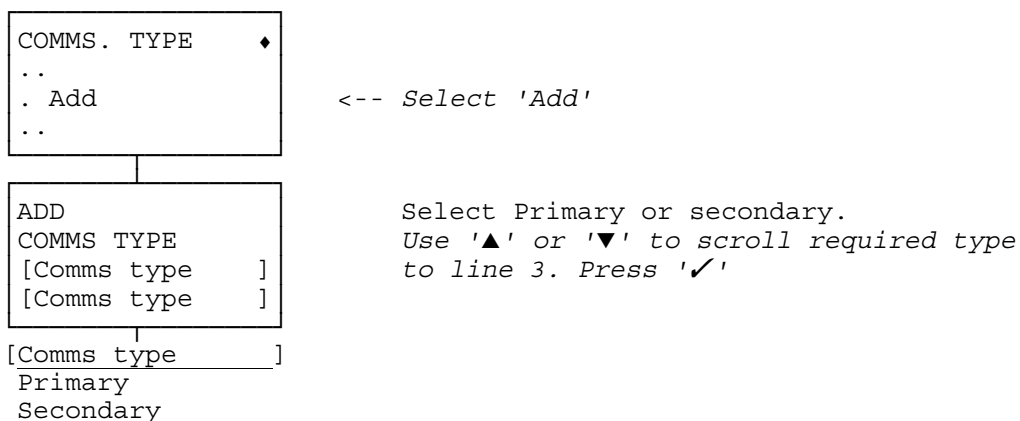 COMMS. TYPE ♦
..
. Add <-- Select 'Add'
..
ADD Select Primary or secondary.
COMMS TYPE Use '▲' or '▼' to scroll required type
[Comms type ] to line 3. Press '✓'
[Comms type ]
[Comms type ]
Primary
Secondary